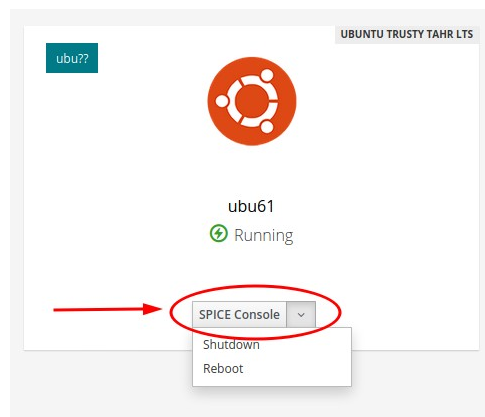 UBUNTU TRUSTY TAHR LTS
ubu??
ubu61
Running
SPICE Console
Shutdown
Reboot